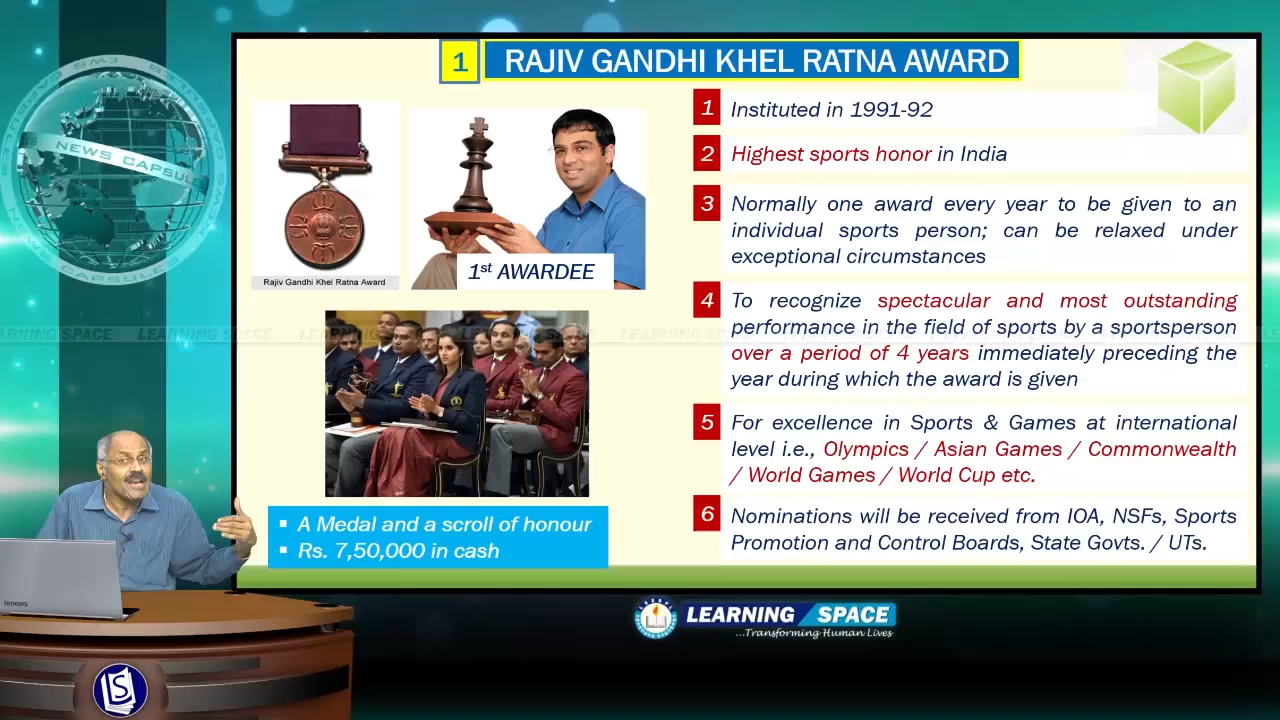 1 RAJIV GANDHI KHEL RATNA AWARD
NEWS CAPSULES
Rajiv Gandhi Khel Ratna Award
1st AWARDEE
▪ A Medal and a scroll of honour
▪ Rs. 7,50,000 in cash
1 Instituted in 1991-92
2 Highest sports honor in India
3 Normally one award every year to be given to an
individual sports person; can be relaxed under
exceptional circumstances
4 To recognize spectacular and most outstanding
performance in the field of sports by a sportsperson
over a period of 4 years immediately preceding the
year during which the award is given
5 For excellence in Sports & Games at international
level i.e., Olympics / Asian Games / Commonwealth
/ World Games / World Cup etc.
6 Nominations will be received from IOA, NSFs, Sports
Promotion and Control Boards, State Govts. / UTs.
LEARNING SPACE
LEARNING SPACE
...Transforming Human Lives
lenovo
LS